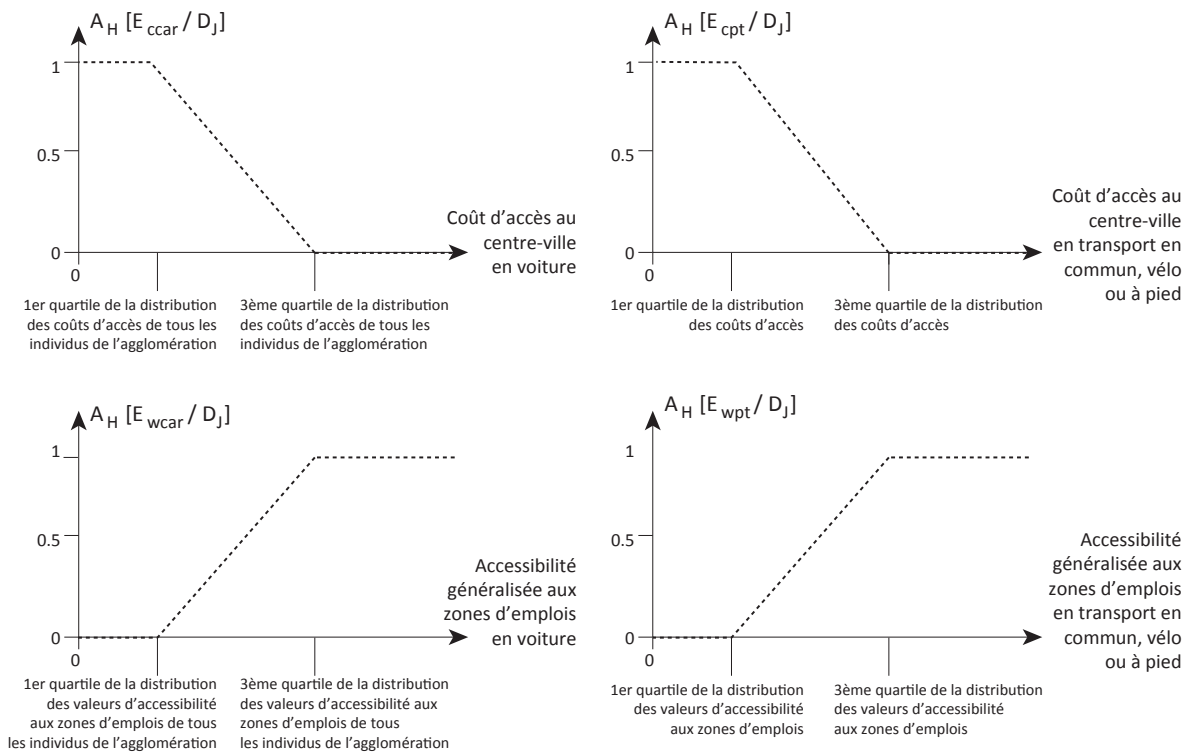 A H [E ccar / D J]
1
0.5
0
0
Coût d'accès au
centre-ville
en voiture
1er quartile de la distribution
des coûts d'accès de tous les
individus de l'agglomération
3ème quartile de la distribution
des coûts d'accès de tous les
individus de l'agglomération
A H [E cpt / D J]
1
0.5
0
0
Coût d'accès au
centre-ville
en transport en
commun, vélo
ou à pied
1er quartile de la distribution
des coûts d'accès
3ème quartile de la distribution
des coûts d'accès
A H [E wcar / D J]
1
0.5
0
0
Accessibilité
généralisée aux
zones d'emplois
en voiture
1er quartile de la distribution
des valeurs d'accessibilité
aux zones d'emplois de tous
les individus de l'agglomération
3ème quartile de la distribution
des valeurs d'accessibilité aux
zones d'emplois de tous
les individus de l'agglomération
A H [E wpt / D J]
1
0.5
0
0
Accessibilité
généralisée aux
zones d'emplois
en transport en
commun, vélo
ou à pied
1er quartile de la distribution
des valeurs d'accessibilité
aux zones d'emplois
3ème quartile de la distribution
des valeurs d'accessibilité
aux zones d'emplois